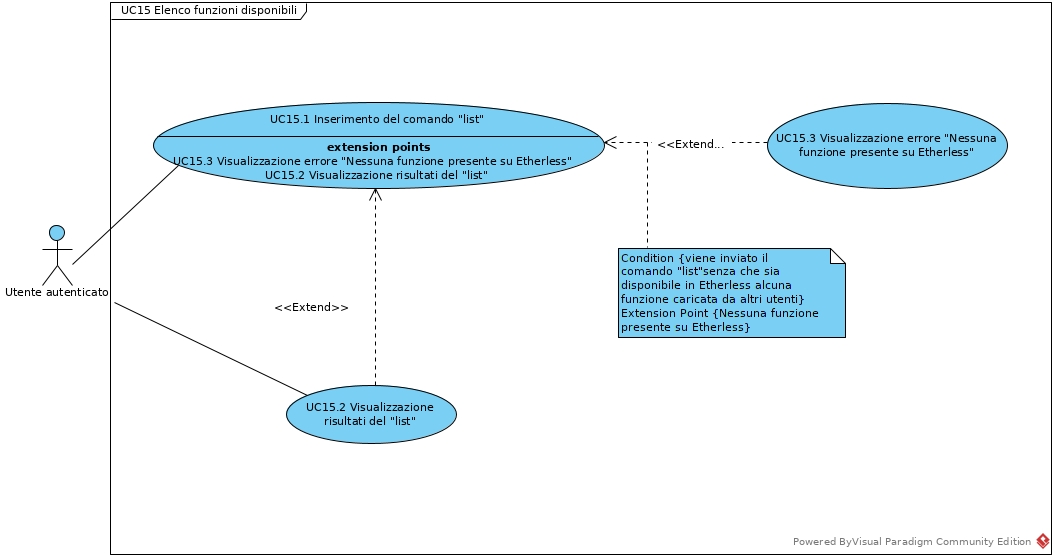 UC15 Elenco funzioni disponibili
UC15.1 Inserimento del comando "list"
extension points
UC15.3 Visualizzazione errore "Nessuna funzione presente su Etherless"
UC15.2 Visualizzazione risultati del "list"
<<Extend...
UC15.3 Visualizzazione errore "Nessuna
funzione presente su Etherless"
Condition {viene inviato il
comando "list"senza che sia
disponibile in Etherless alcuna
funzione caricata da altri utenti}
Extension Point {Nessuna funzione
presente su Etherless}
Utente autenticato
<<Extend>>
UC15.2 Visualizzazione
risultati del "list"
Powered ByVisual Paradigm Community Edition